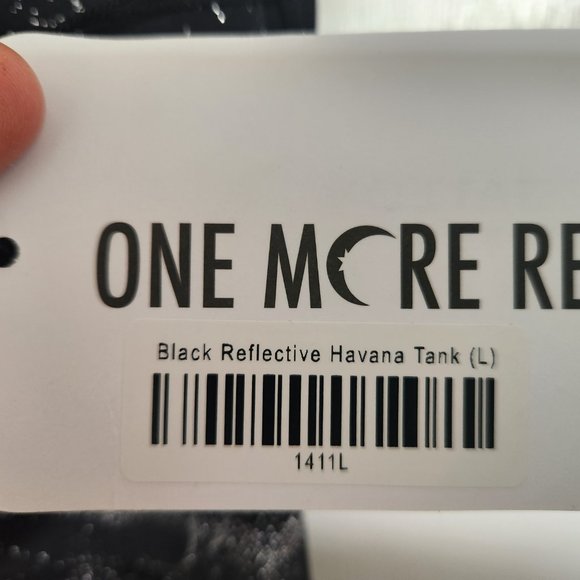 ONE MORE RE
Black Reflective Havana Tank (L)
1411L